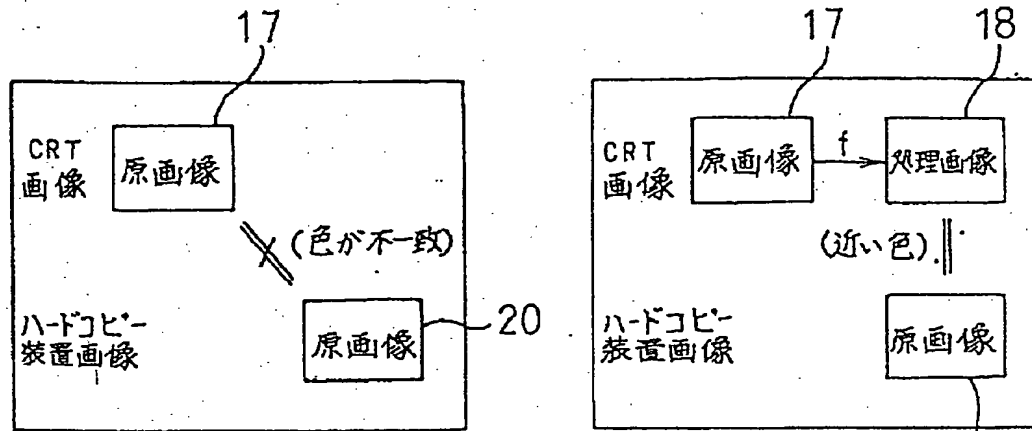 17
CRT
画像
原画像
(色が不一致)
ハードコピー
装置画像
原画像
20
17
18
CRT
画像
原画像
f
処理画像
(近い色)
ハードコピー
装置画像
原画像